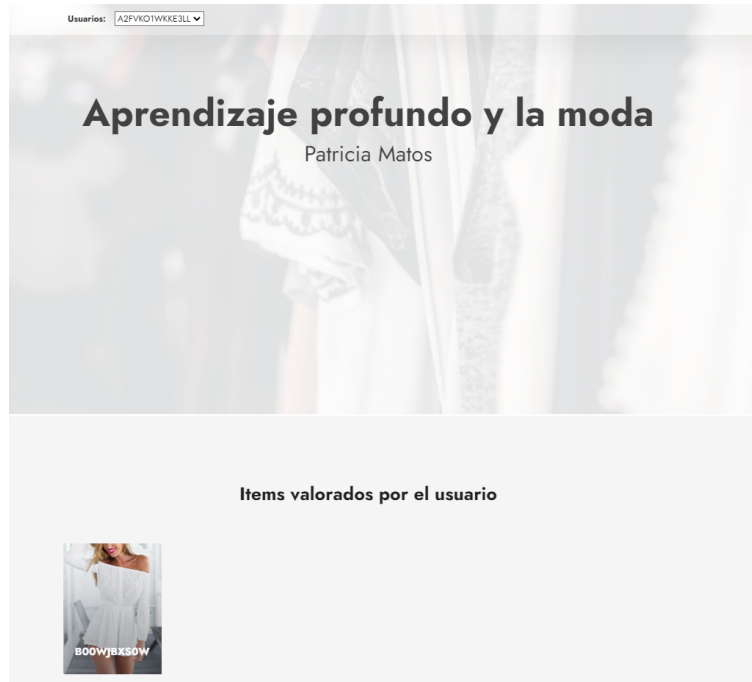 Usuarios: A2FVKO1WKKE3LL
Aprendizaje profundo y la moda
Patricia Matos
Items valorados por el usuario
B00WJBXS0W